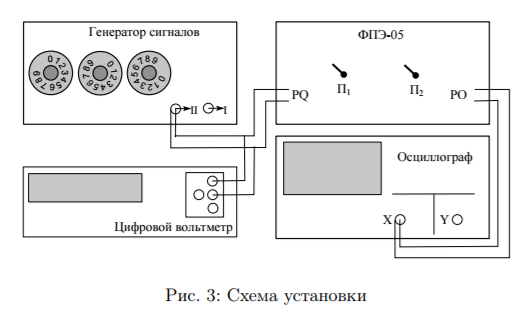 Генератор сигналов
0 1 2 3 4 5 6 7 8 9
0 1 2 3 4 5 6 7 8 9
0 1 2 3 4 5 6 7 8 9
II
I
ФПЭ-05
П1
П2
PQ
PO
Осциллограф
X
Y
Цифровой вольтметр
Рис. 3: Схема установки